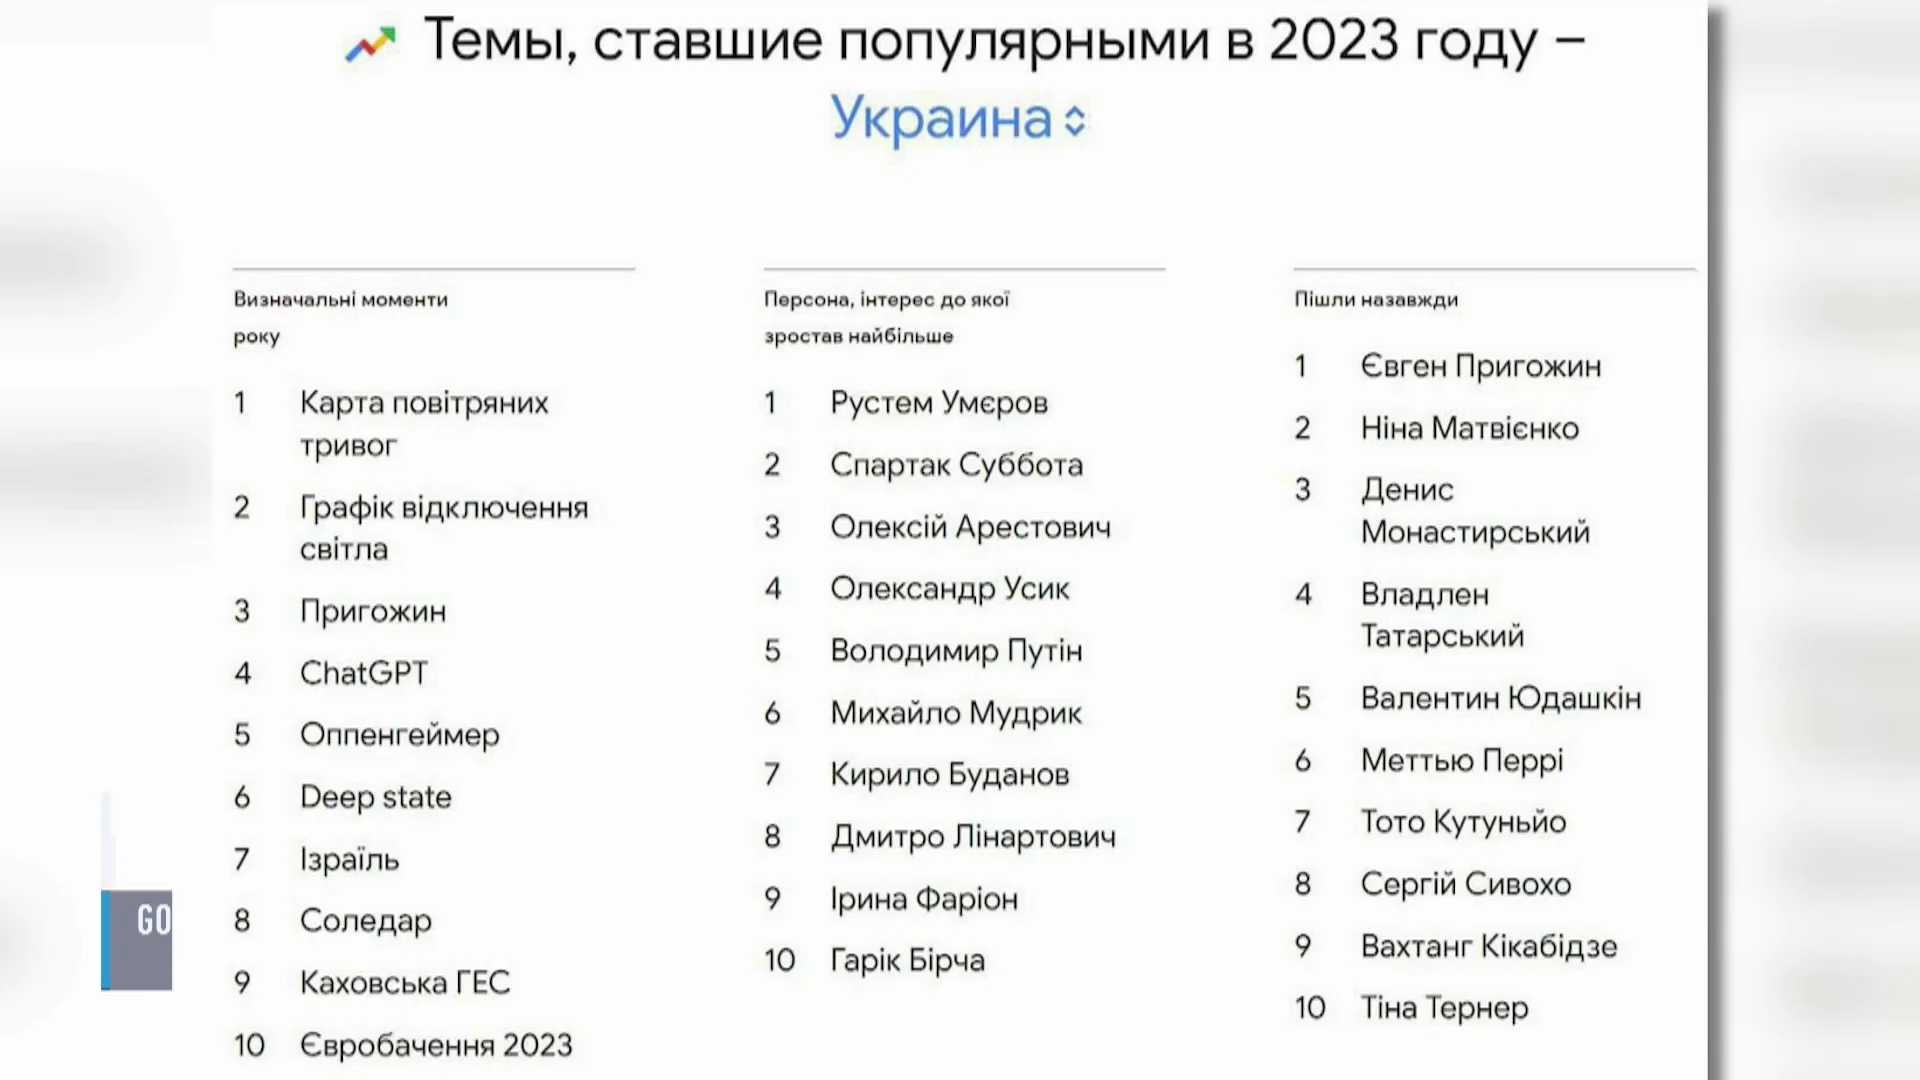 Темы, ставшие популярными в 2023 году –
Украина
Визначальні моменти
року
1 Карта повітряних
тривог
2 Графік відключення
світла
3 Пригожин
4 ChatGPT
5 Оппенгеймер
6 Deep state
7 Ізраїль
8 Соледар
9 Каховська ГЕС
10 Євробачення 2023
Персона, інтерес до якої
зростав найбільше
1 Рустем Умєров
2 Спартак Суббота
3 Олексій Арестович
4 Олександр Усик
5 Володимир Путін
6 Михайло Мудрик
7 Кирило Буданов
8 Дмитро Лінартович
9 Ірина Фаріон
10 Гарік Бірча
Пішли назавжди
1 Євген Пригожин
2 Ніна Матвієнко
3 Денис
Монастирський
4 Владлен
Татарський
5 Валентин Юдашкін
6 Меттью Перрі
7 Тото Кутуньйо
8 Сергій Сивохо
9 Вахтанг Кікабідзе
10 Тіна Тернер
GO